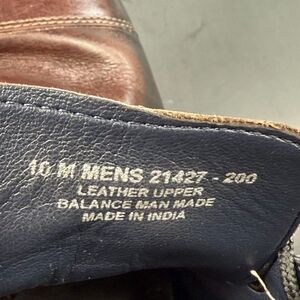 10 M MENS 21427 - 200
LEATHER UPPER
BALANCE MAN MADE
MADE IN INDIA